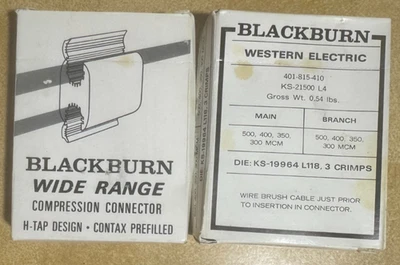 BLACKBURN
WIDE RANGE
COMPRESSION CONNECTOR
H-TAP DESIGN • CONTAX PREFILLED
BLACKBURN
WESTERN ELECTRIC
401-815-410
KS-21500 L4
Gross Wt. 0.54 lbs.
MAIN BRANCH
500, 400, 350, 500, 400, 350,
300 MCM 300 MCM
DIE: KS-19964 L118, 3 CRIMPS
WIRE BRUSH CABLE JUST PRIOR
TO INSERTION IN CONNECTOR.